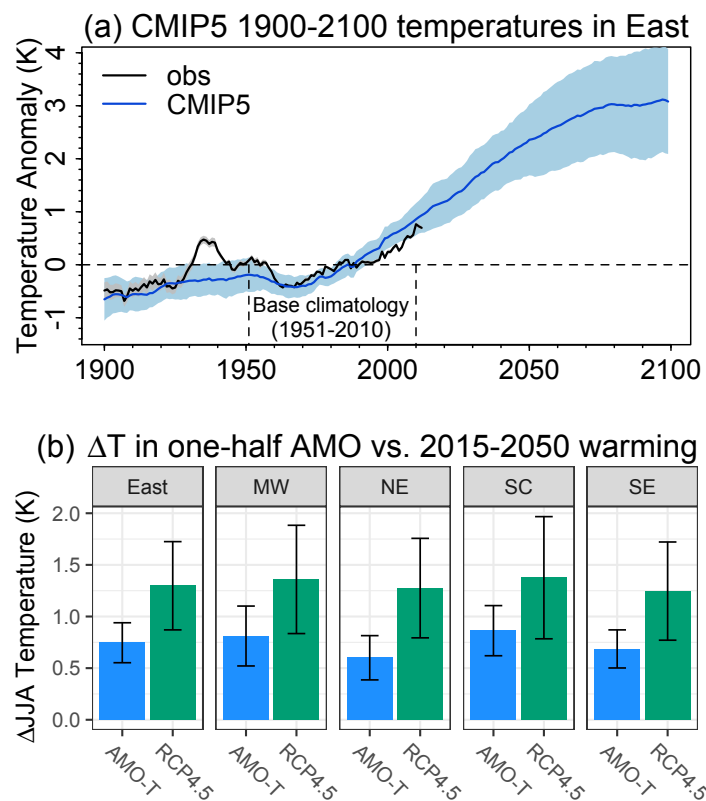 (a) CMIP5 1900-2100 temperatures in East
Temperature Anomaly (K)
4
3
2
1
0
-1
obs
CMIP5
Base climatology
(1951-2010)
1900 1950 2000 2050 2100
(b) ΔT in one-half AMO vs. 2015-2050 warming
East MW NE SC SE
ΔJJA Temperature (K)
2.0
1.5
1.0
0.5
0.0
AMO-T RCP4.5 AMO-T RCP4.5 AMO-T RCP4.5 AMO-T RCP4.5 AMO-T RCP4.5